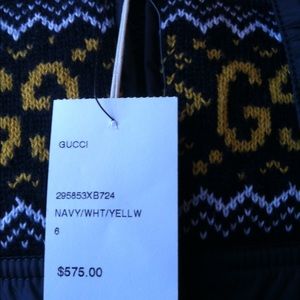 GUCCI
295853XB724
NAVY/WHT/YELLW
6
$575.00
G
G